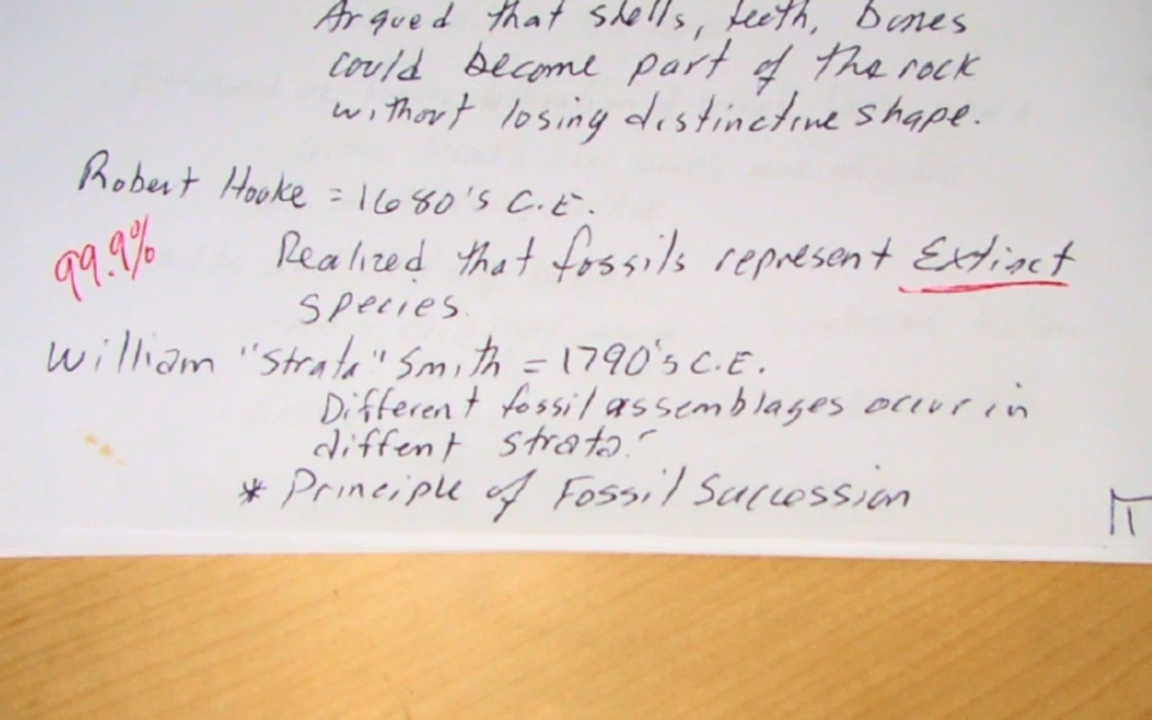 Argued that shells, teeth, bones
could become part of the rock
without losing distinctive shape.
Robert Hooke = 1680's C.E.
99.9% Realized that fossils represent Extinct
species.
William "Strata" Smith = 1790's C.E.
Different fossil assemblages occur in
diffent strata.
* Principle of Fossil Succession